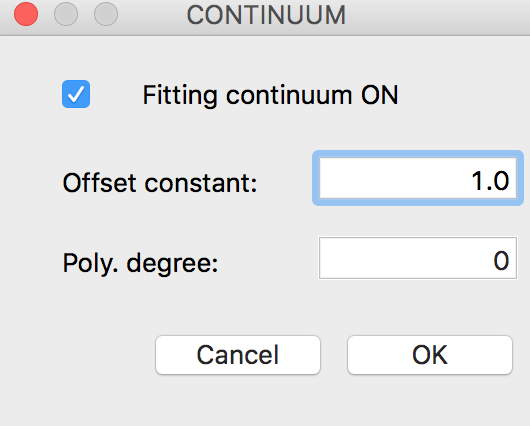 CONTINUUM
Fitting continuum ON
Offset constant: 1.0
Poly. degree: 0
Cancel OK